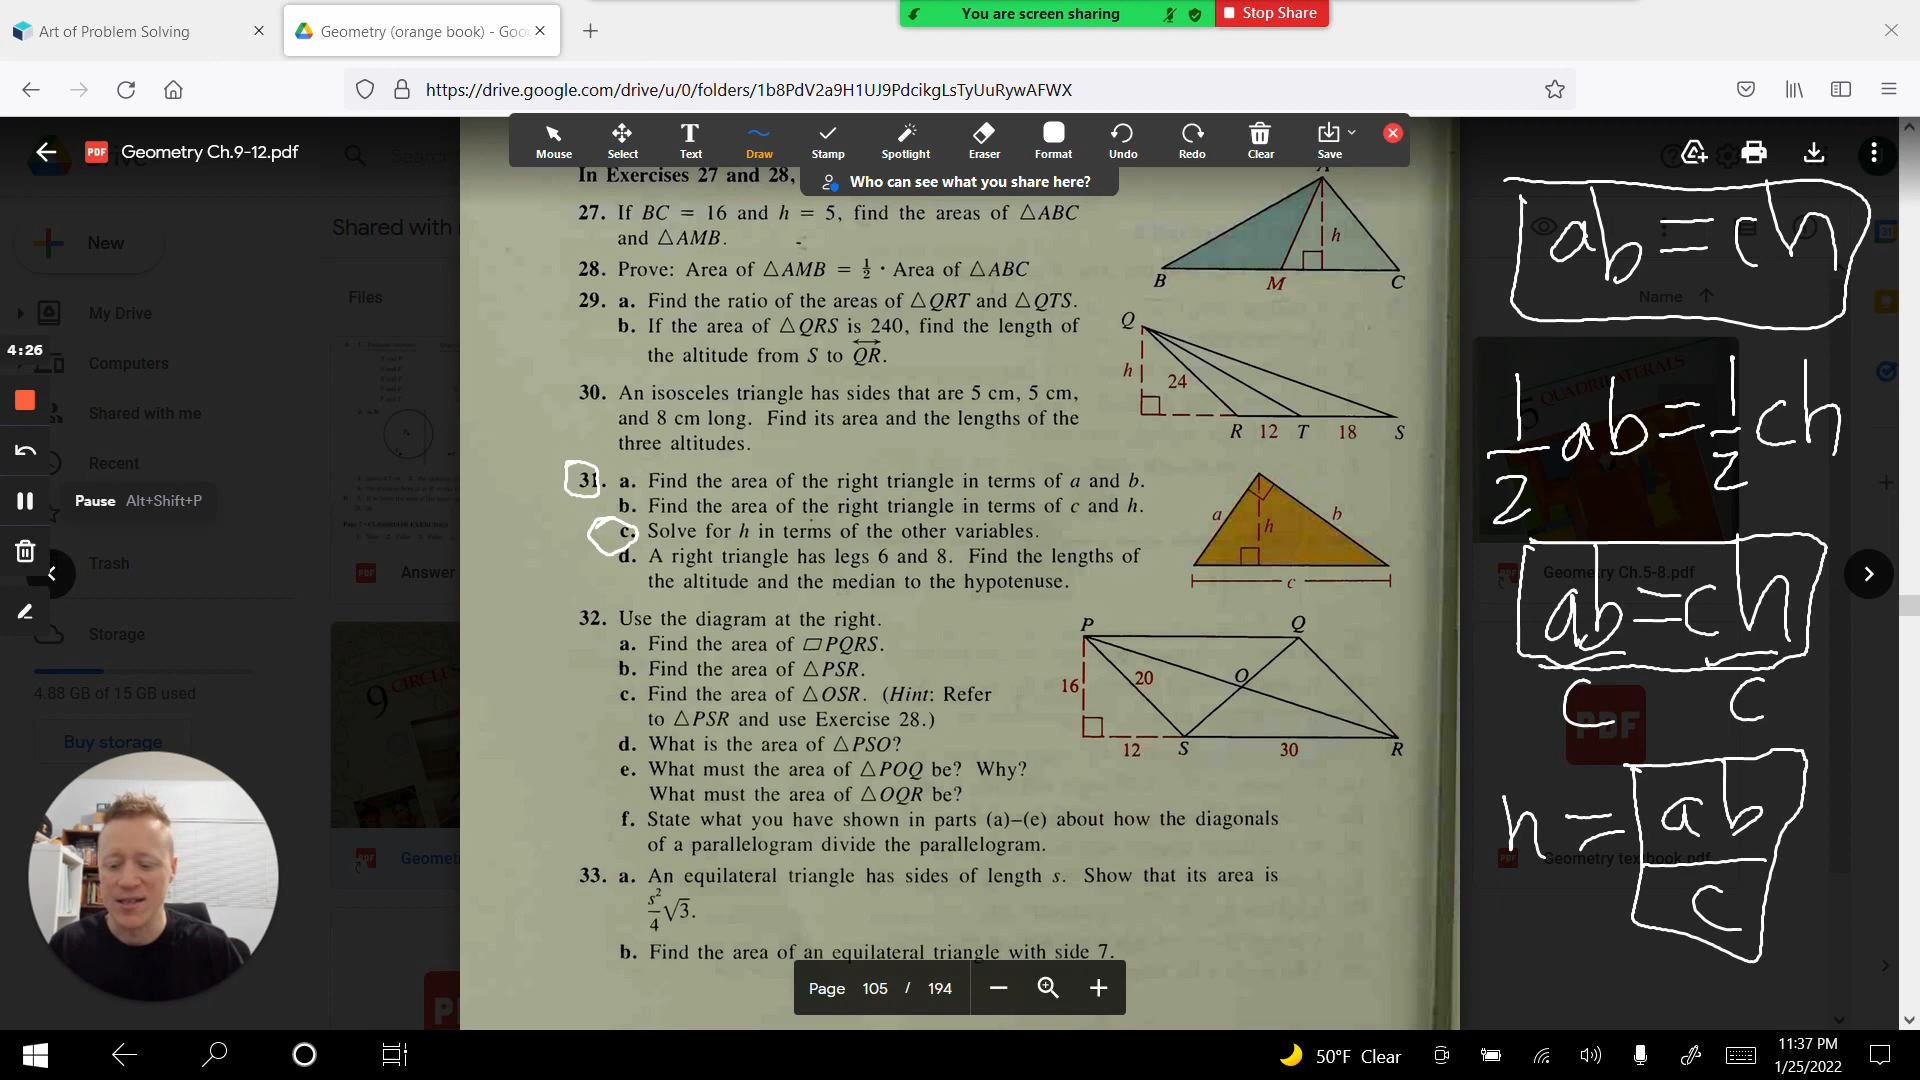 You are screen sharing
Stop Share
Art of Problem Solving
Geometry (orange book) - Goo
https://drive.google.com/drive/u/0/folders/1b8PdV2a9H1UJ9PdcikgLsTyUuRywAFWX
Mouse Select Text Draw Stamp Spotlight Eraser Format Undo Redo Clear Save
Who can see what you share here?
PDF Geometry Ch.9-12.pdf
New
Shared with
Files
Name
My Drive
Computers
Shared with me
Recent
Trash
Storage
4.88 GB of 15 GB used
Buy storage
4:26
Pause Alt+Shift+P
Answer
In Exercises 27 and 28,
27. If BC = 16 and h = 5, find the areas of △ABC
and △AMB.
28. Prove: Area of △AMB = ½ · Area of △ABC
29. a. Find the ratio of the areas of △QRT and △QTS.
b. If the area of △QRS is 240, find the length of
the altitude from S to QR.
30. An isosceles triangle has sides that are 5 cm, 5 cm,
and 8 cm long. Find its area and the lengths of the
three altitudes.
31. a. Find the area of the right triangle in terms of a and b.
b. Find the area of the right triangle in terms of c and h.
c. Solve for h in terms of the other variables.
d. A right triangle has legs 6 and 8. Find the lengths of
the altitude and the median to the hypotenuse.
32. Use the diagram at the right.
a. Find the area of ▱PQRS.
b. Find the area of △PSR.
c. Find the area of △OSR. (Hint: Refer
to △PSR and use Exercise 28.)
d. What is the area of △PSO?
e. What must the area of △POQ be? Why?
What must the area of △OQR be?
f. State what you have shown in parts (a)–(e) about how the diagonals
of a parallelogram divide the parallelogram.
33. a. An equilateral triangle has sides of length s. Show that its area is
s²/4 √3.
b. Find the area of an equilateral triangle with side 7.
A
h
B M C
Q
h 24
R 12 T 18 S
a h b
c
P Q
16 20 O
12 S 30 R
ab = ch
1/2 ab = 1/2 ch
ab = ch
c c
h = ab/c
5 QUADRILATERALS
Geometry Ch.5-8.pdf
PDF
Geometry textbook.pdf
9 CIRCLES
Page 105 / 194
50°F Clear
11:37 PM
1/25/2022